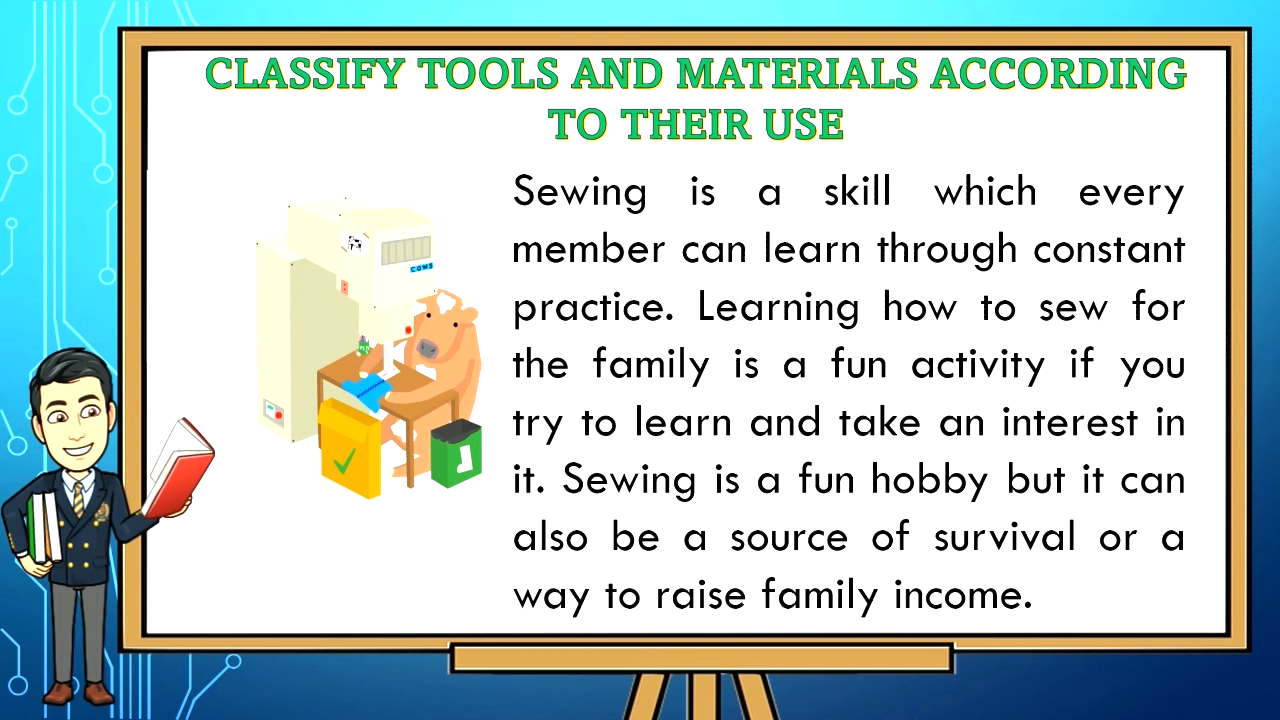 CLASSIFY TOOLS AND MATERIALS ACCORDING
TO THEIR USE
Sewing is a skill which every
member can learn through constant
practice. Learning how to sew for
the family is a fun activity if you
try to learn and take an interest in
it. Sewing is a fun hobby but it can
also be a source of survival or a
way to raise family income.
COWS